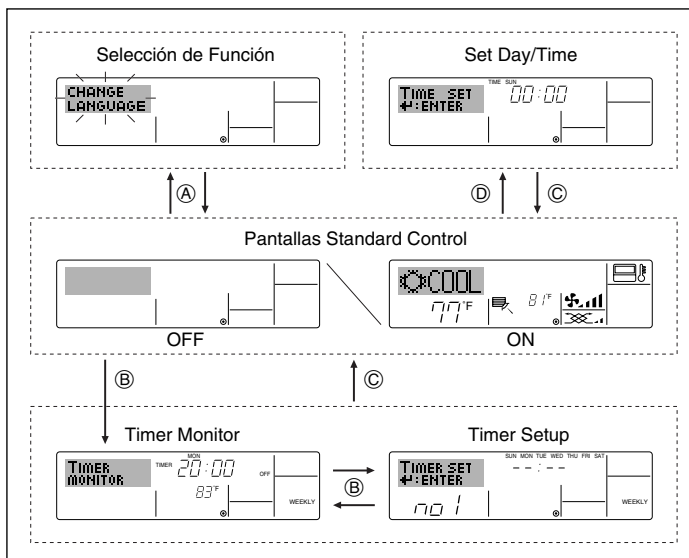 Selección de Función
Set Day/Time
CHANGE
LANGUAGE
TIME SUN
TIME SET 00:00
↵:ENTER
Ⓐ
Ⓓ
Ⓒ
Pantallas Standard Control
COOL
77°F
81°F
OFF
ON
Ⓑ
Ⓒ
Timer Monitor
Timer Setup
MON
TIMER
MONITOR
TIMER 20:00 OFF
83°F
WEEKLY
Ⓑ
SUN MON TUE WED THU FRI SAT
TIMER SET --:--
↵:ENTER
no 1
WEEKLY